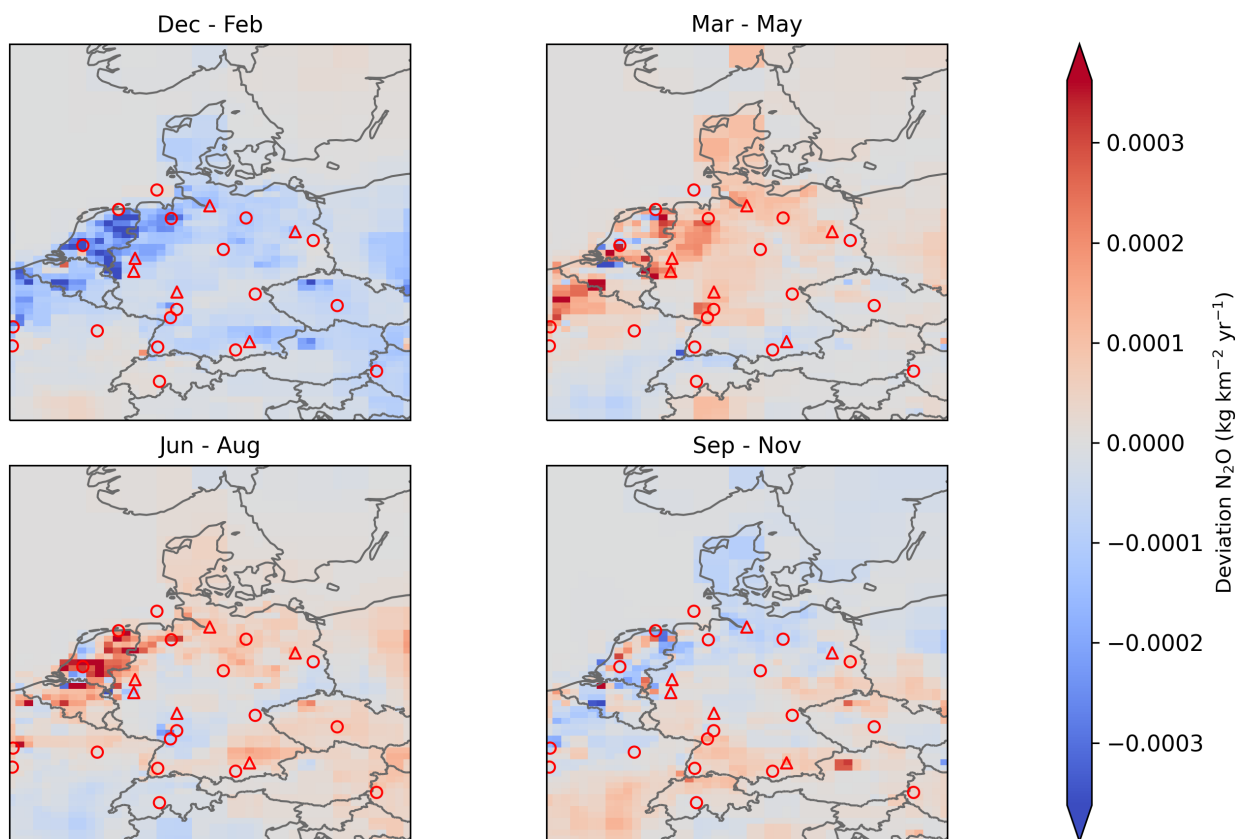 Dec - Feb
Mar - May
Jun - Aug
Sep - Nov
0.0003
0.0002
0.0001
0.0000
−0.0001
−0.0002
−0.0003
Deviation N₂O (kg km⁻² yr⁻¹)